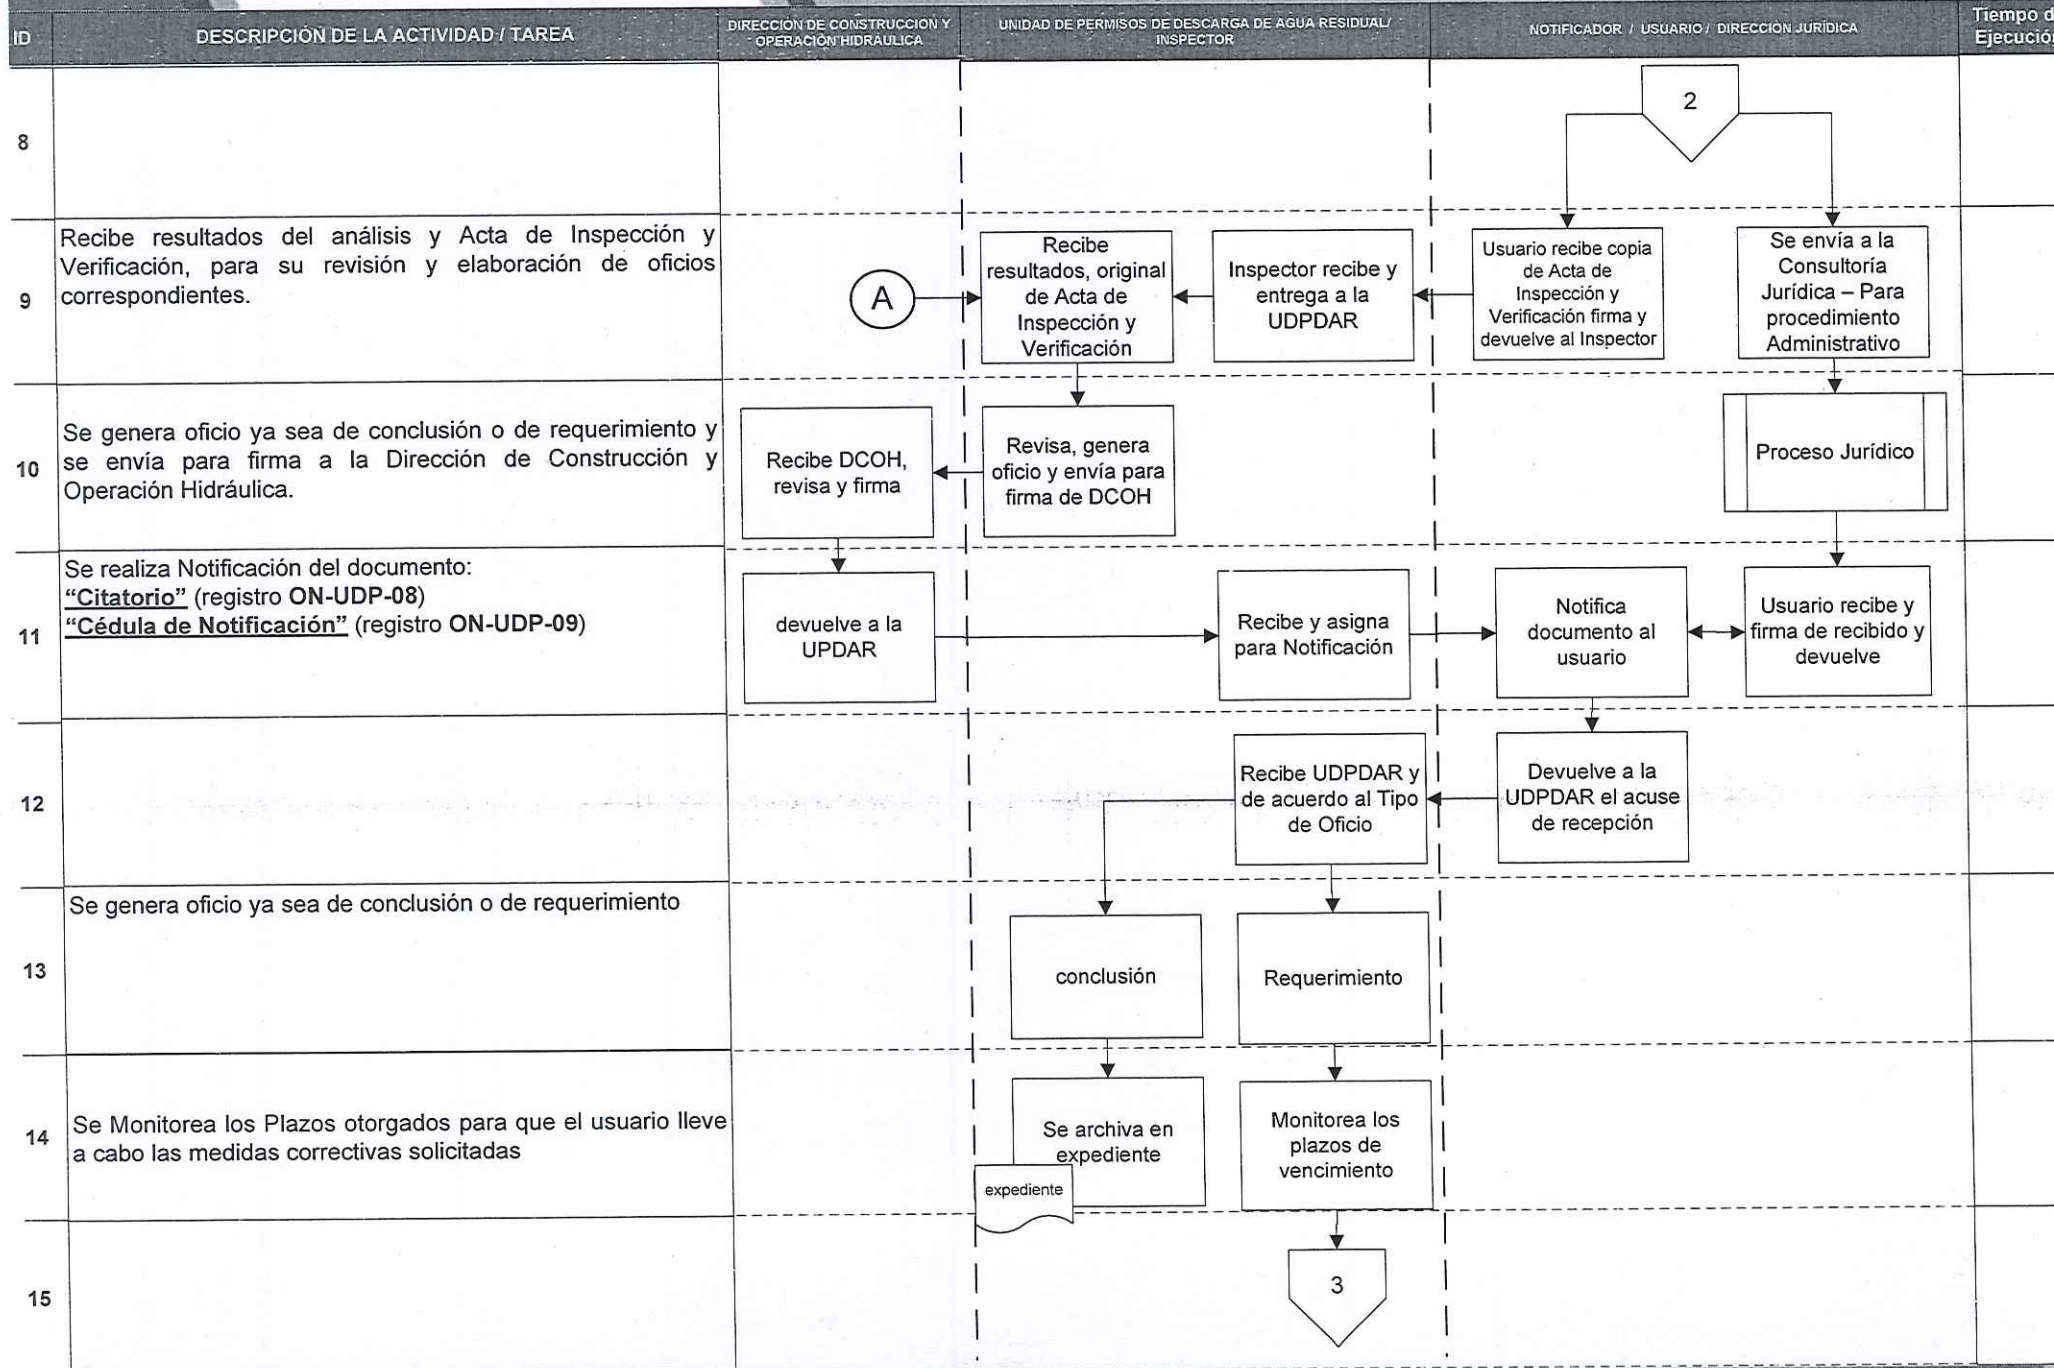 ID
DESCRIPCIÓN DE LA ACTIVIDAD / TAREA
DIRECCIÓN DE CONSTRUCCION Y
OPERACIÓN HIDRÁULICA
UNIDAD DE PERMISOS DE DESCARGA DE AGUA RESIDUAL/
INSPECTOR
NOTIFICADOR / USUARIO / DIRECCIÓN JURÍDICA
Tiempo d
Ejecución
8
2
9
Recibe resultados del análisis y Acta de Inspección y
Verificación, para su revisión y elaboración de oficios
correspondientes.
A
Recibe
resultados, original
de Acta de
Inspección y
Verificación
Inspector recibe y
entrega a la
UDPDAR
Usuario recibe copia
de Acta de
Inspección y
Verificación firma y
devuelve al Inspector
Se envía a la
Consultoría
Jurídica – Para
procedimiento
Administrativo
10
Se genera oficio ya sea de conclusión o de requerimiento y
se envía para firma a la Dirección de Construcción y
Operación Hidráulica.
Recibe DCOH,
revisa y firma
Revisa, genera
oficio y envía para
firma de DCOH
Proceso Jurídico
11
Se realiza Notificación del documento:
“Citatorio” (registro ON-UDP-08)
“Cédula de Notificación” (registro ON-UDP-09)
devuelve a la
UPDAR
Recibe y asigna
para Notificación
Notifica
documento al
usuario
Usuario recibe y
firma de recibido y
devuelve
12
Recibe UDPDAR y
de acuerdo al Tipo
de Oficio
Devuelve a la
UDPDAR el acuse
de recepción
13
Se genera oficio ya sea de conclusión o de requerimiento
conclusión
Requerimiento
14
Se Monitorea los Plazos otorgados para que el usuario lleve
a cabo las medidas correctivas solicitadas
Se archiva en
expediente
expediente
Monitorea los
plazos de
vencimiento
15
3